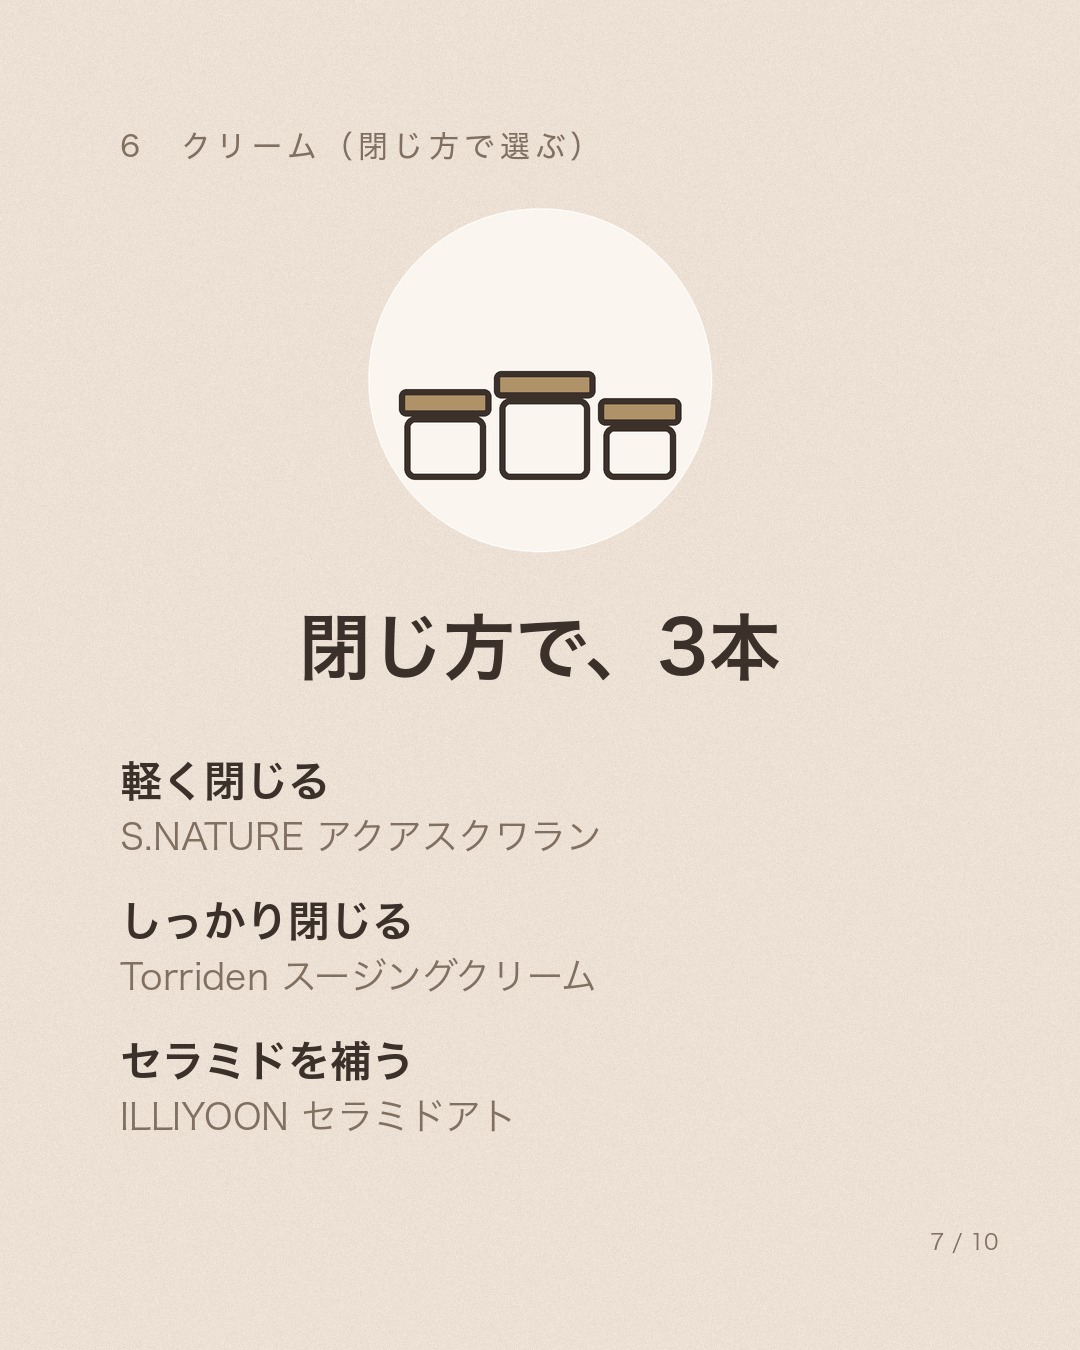 6　クリーム（閉じ方で選ぶ）
閉じ方で、3本
軽く閉じる
S.NATURE アクアスクワラン
しっかり閉じる
Torriden スージングクリーム
セラミドを補う
ILLIYOON セラミドアト
7 / 10